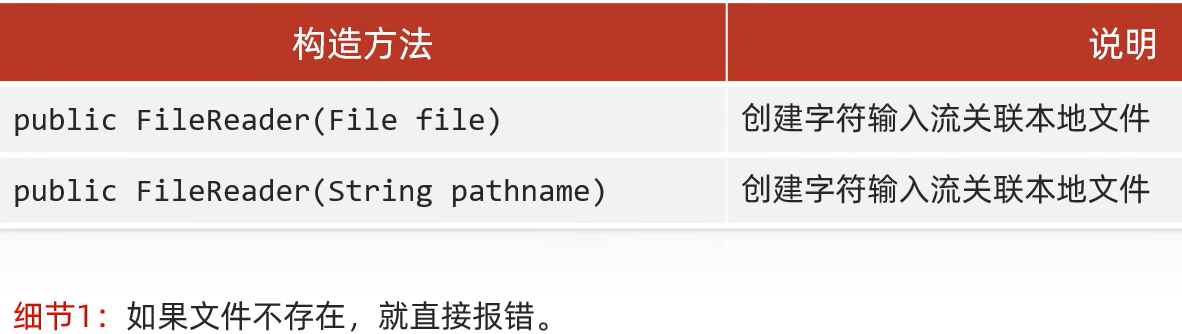 构造方法 说明
public FileReader(File file) 创建字符输入流关联本地文件
public FileReader(String pathname) 创建字符输入流关联本地文件
细节1：如果文件不存在，就直接报错。